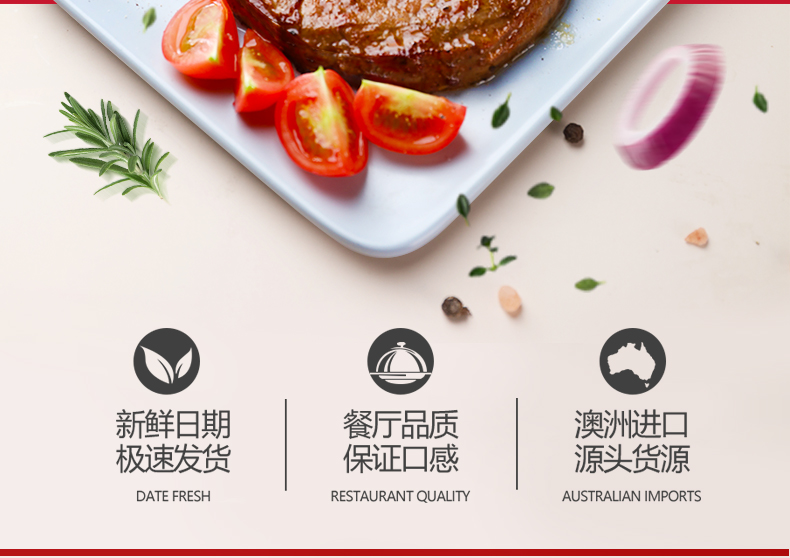 新鲜日期
极速发货
DATE FRESH
餐厅品质
保证口感
RESTAURANT QUALITY
澳洲进口
源头货源
AUSTRALIAN IMPORTS